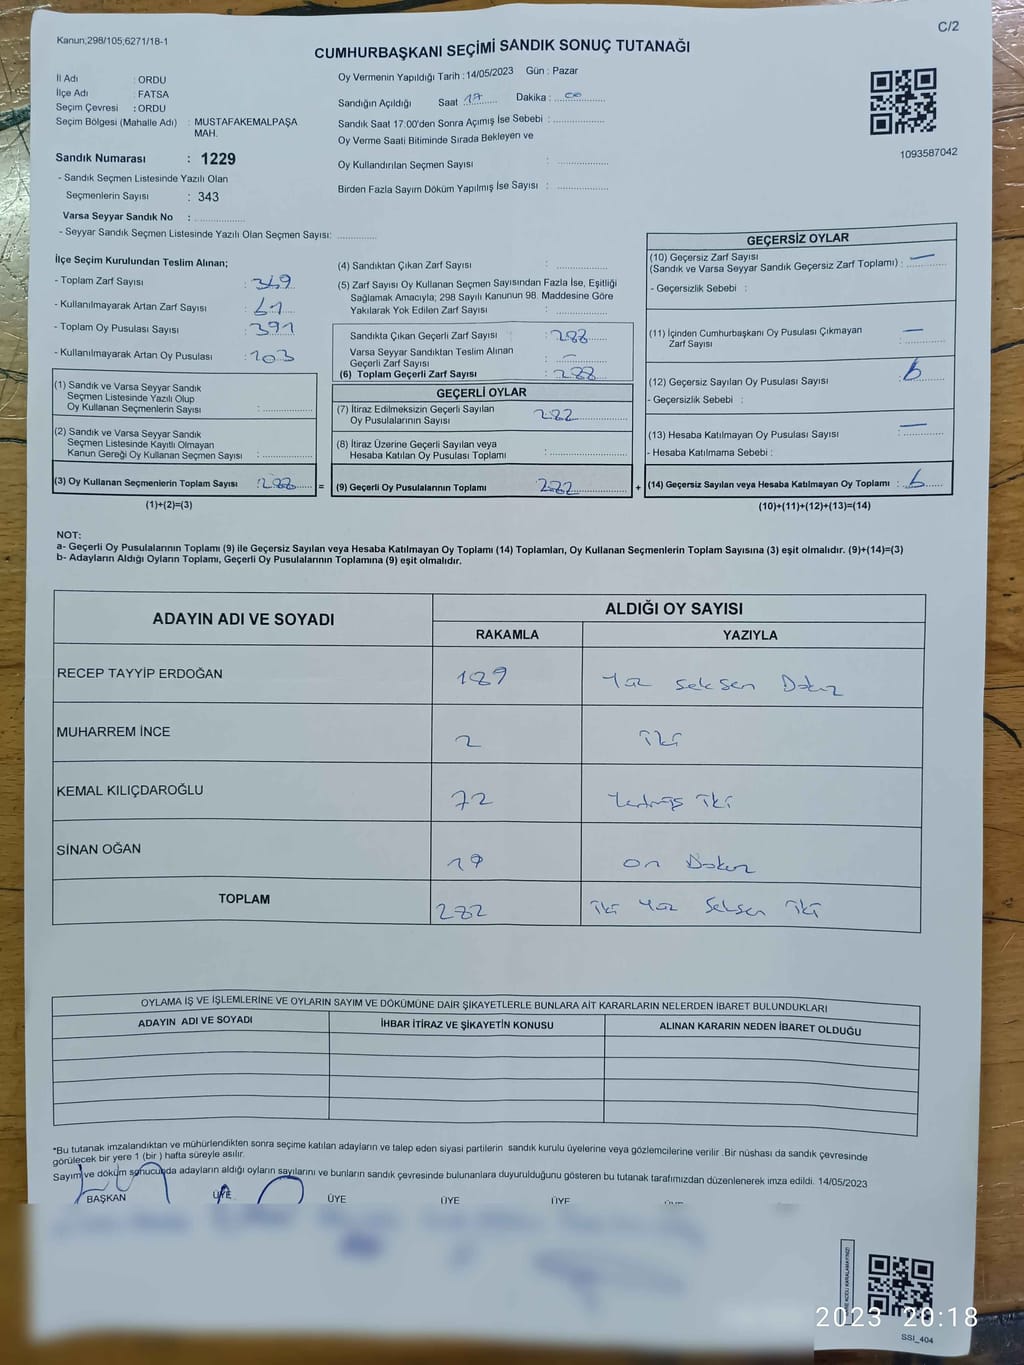 C/2
Kanun;298/105;6271/18-1
CUMHURBAŞKANI SEÇİMİ SANDIK SONUÇ TUTANAĞI
İl Adı : ORDU
İlçe Adı : FATSA
Seçim Çevresi : ORDU
Seçim Bölgesi (Mahalle Adı) : MUSTAFAKEMALPAŞA
MAH.
Sandık Numarası : 1229
- Sandık Seçmen Listesinde Yazılı Olan
Seçmenlerin Sayısı : 343
Varsa Seyyar Sandık No : ............
- Seyyar Sandık Seçmen Listesinde Yazılı Olan Seçmen Sayısı: ............
Oy Vermenin Yapıldığı Tarih : 14/05/2023 Gün : Pazar
Sandığın Açıldığı Saat 17 Dakika : 00
Sandık Saat 17:00'den Sonra Açımış İse Sebebi : ............
Oy Verme Saati Bitiminde Sırada Bekleyen ve
Oy Kullandırılan Seçmen Sayısı : ............
Birden Fazla Sayım Döküm Yapılmış İse Sayısı : ............
1093587042
İlçe Seçim Kurulundan Teslim Alınan;
- Toplam Zarf Sayısı : 349
- Kullanılmayarak Artan Zarf Sayısı : 61
- Toplam Oy Pusulası Sayısı : 391
- Kullanılmayarak Artan Oy Pusulası : 103
(1) Sandık ve Varsa Seyyar Sandık
Seçmen Listesinde Yazılı Olup
Oy Kullanan Seçmenlerin Sayısı : ............
(2) Sandık ve Varsa Seyyar Sandık
Seçmen Listesinde Kayıtlı Olmayan
Kanun Gereği Oy Kullanan Seçmen Sayısı : ............
(3) Oy Kullanan Seçmenlerin Toplam Sayısı : 288
(1)+(2)=(3)
(4) Sandıktan Çıkan Zarf Sayısı : ............
(5) Zarf Sayısı Oy Kullanan Seçmen Sayısından Fazla İse, Eşitliği
Sağlamak Amacıyla; 298 Sayılı Kanunun 98. Maddesine Göre
Yakılarak Yok Edilen Zarf Sayısı : ............
Sandıkta Çıkan Geçerli Zarf Sayısı : 288
Varsa Seyyar Sandıktan Teslim Alınan
Geçerli Zarf Sayısı : —
(6) Toplam Geçerli Zarf Sayısı : 288
GEÇERLİ OYLAR
(7) İtiraz Edilmeksizin Geçerli Sayılan
Oy Pusulasının Sayısı : 282
(8) İtiraz Üzerine Geçerli Sayılan veya
Hesaba Katılan Oy Pusulası Toplamı : ............
= (9) Geçerli Oy Pusulalarının Toplamı 282
GEÇERSİZ OYLAR
(10) Geçersiz Zarf Sayısı
(Sandık ve Varsa Seyyar Sandık Geçersiz Zarf Toplamı) : —
- Geçersizlik Sebebi :
(11) İçinden Cumhurbaşkanı Oy Pusulası Çıkmayan
Zarf Sayısı : —
(12) Geçersiz Sayılan Oy Pusulası Sayısı : 6
- Geçersizlik Sebebi :
(13) Hesaba Katılmayan Oy Pusulası Sayısı : —
- Hesaba Katılmama Sebebi :
+ (14) Geçersiz Sayılan veya Hesaba Katılmayan Oy Toplamı : 6
(10)+(11)+(12)+(13)=(14)
NOT:
a- Geçerli Oy Pusulalarının Toplamı (9) ile Geçersiz Sayılan veya Hesaba Katılmayan Oy Toplamı (14) Toplamları, Oy Kullanan Seçmenlerin Toplam Sayısına (3) eşit olmalıdır. (9)+(14)=(3)
b- Adayların Aldığı Oyların Toplamı, Geçerli Oy Pusulalarının Toplamına (9) eşit olmalıdır.
ADAYIN ADI VE SOYADI ALDIĞI OY SAYISI
RAKAMLA YAZIYLA
RECEP TAYYİP ERDOĞAN 189 Yüz seksen Dokuz
MUHARREM İNCE 2 iki
KEMAL KILIÇDAROĞLU 72 Yetmiş iki
SİNAN OĞAN 19 on Dokuz
TOPLAM 282 iki Yüz Seksen iki
OYLAMA İŞ VE İŞLEMLERİNE VE OYLARIN SAYIM VE DÖKÜMÜNE DAİR ŞİKAYETLERLE BUNLARA AİT KARARLARIN NELERDEN İBARET BULUNDUKLARI
ADAYIN ADI VE SOYADI İHBAR İTİRAZ VE ŞİKAYETİN KONUSU ALINAN KARARIN NEDEN İBARET OLDUĞU
*Bu tutanak imzalandıktan ve mühürlendikten sonra seçime katılan adayların ve talep eden siyasi partilerin sandık kurulu üyelerine veya gözlemcilerine verilir .Bir nüshası da sandık çevresinde
görülecek bir yere 1 (bir ) hafta süreyle asılır.
Sayım ve döküm sonucunda adayların aldığı oyların sayılarını ve bunların sandık çevresinde bulunanlara duyurulduğunu gösteren bu tutanak tarafımızdan düzenlenerek imza edildi. 14/05/2023
BAŞKAN ÜYE ÜYE ÜYE ÜYE
2023 20:18
SSI_404